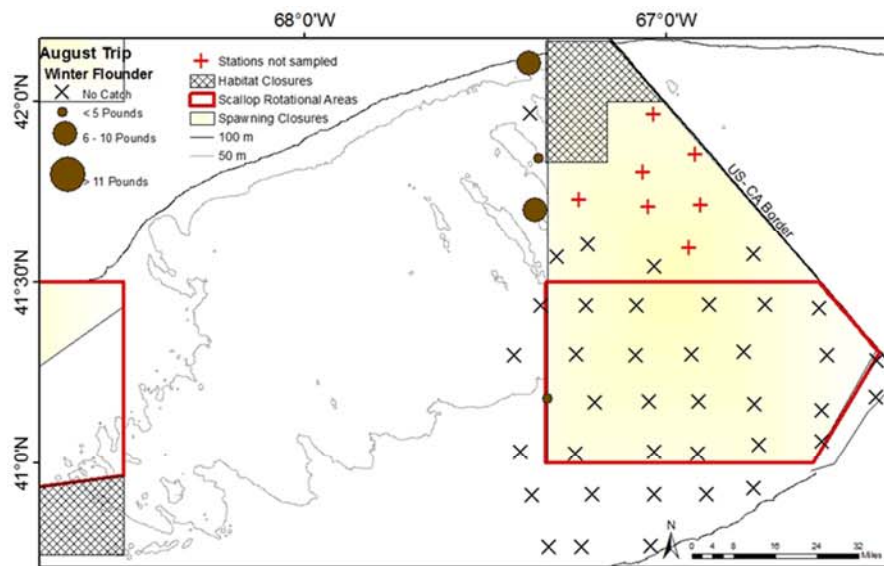 68°0'W
67°0'W
August Trip
Winter Flounder
No Catch
< 5 Pounds
6 - 10 Pounds
> 11 Pounds
Stations not sampled
Habitat Closures
Scallop Rotational Areas
Spawning Closures
100 m
50 m
42°0'N
US- CA Border
41°30'N
41°0'N
N
0 4 8 16 24 32
Miles